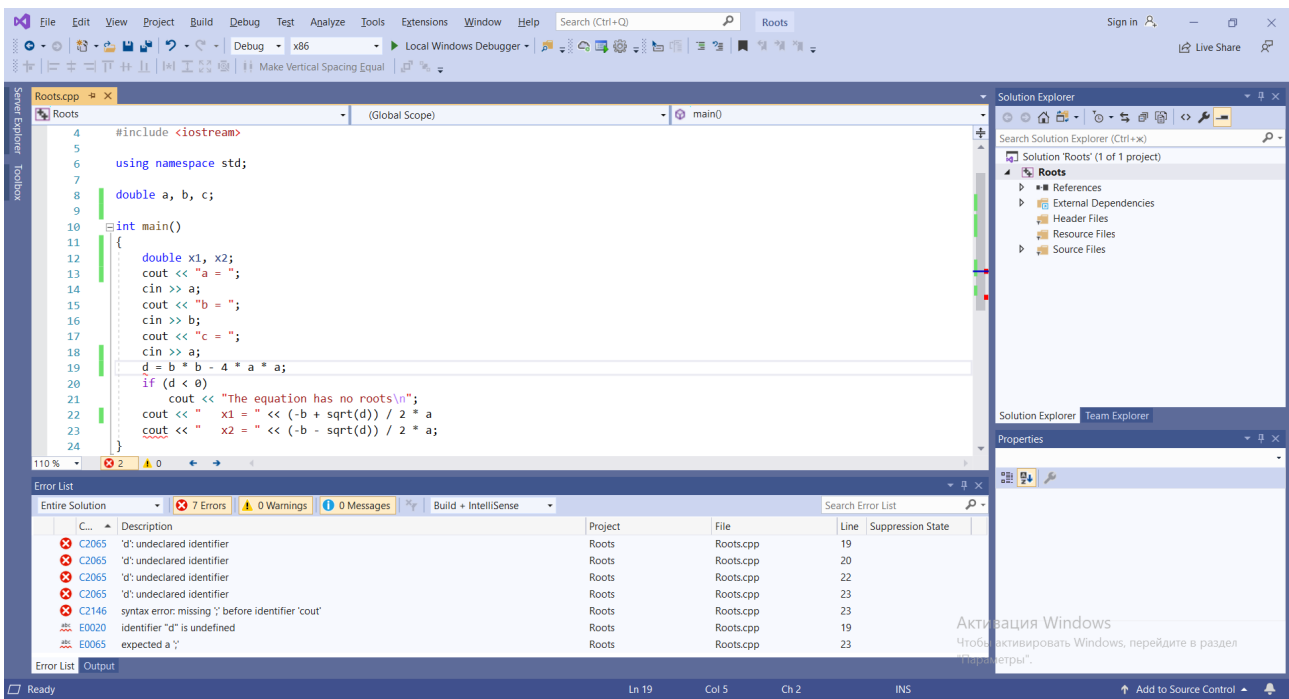 File Edit View Project Build Debug Test Analyze Tools Extensions Window Help Search (Ctrl+Q) Roots Sign in
Debug x86 Local Windows Debugger Live Share
Make Vertical Spacing Equal
Server Explorer
Toolbox
Roots.cpp
Roots (Global Scope) main()
4 #include <iostream>
5
6 using namespace std;
7
8 double a, b, c;
9
10 int main()
11 {
12 double x1, x2;
13 cout << "a = ";
14 cin >> a;
15 cout << "b = ";
16 cin >> b;
17 cout << "c = ";
18 cin >> a;
19 d = b * b - 4 * a * a;
20 if (d < 0)
21 cout << "The equation has no roots\n";
22 cout << "   x1 = " << (-b + sqrt(d)) / 2 * a
23 cout << "   x2 = " << (-b - sqrt(d)) / 2 * a;
24 }
110 % 2 0
Error List
Entire Solution 7 Errors 0 Warnings 0 Messages Build + IntelliSense Search Error List
C... Description Project File Line Suppression State
C2065 'd': undeclared identifier Roots Roots.cpp 19
C2065 'd': undeclared identifier Roots Roots.cpp 20
C2065 'd': undeclared identifier Roots Roots.cpp 22
C2065 'd': undeclared identifier Roots Roots.cpp 23
C2146 syntax error: missing ';' before identifier 'cout' Roots Roots.cpp 23
abc E0020 identifier "d" is undefined Roots Roots.cpp 19
abc E0065 expected a ';' Roots Roots.cpp 23
Error List Output
Solution Explorer
Search Solution Explorer (Ctrl+ж)
Solution 'Roots' (1 of 1 project)
Roots
References
External Dependencies
Header Files
Resource Files
Source Files
Solution Explorer Team Explorer
Properties
Активация Windows
Чтобы активировать Windows, перейдите в раздел
"Параметры".
Ready Ln 19 Col 5 Ch 2 INS Add to Source Control